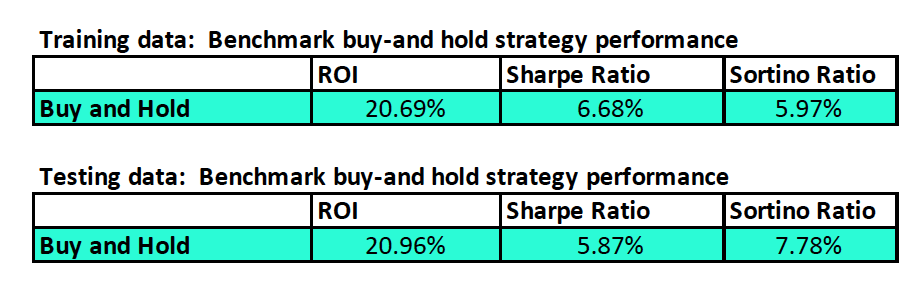 Training data:  Benchmark buy-and hold strategy performance
ROI Sharpe Ratio Sortino Ratio
Buy and Hold 20.69% 6.68% 5.97%
Testing data:  Benchmark buy-and hold strategy performance
ROI Sharpe Ratio Sortino Ratio
Buy and Hold 20.96% 5.87% 7.78%